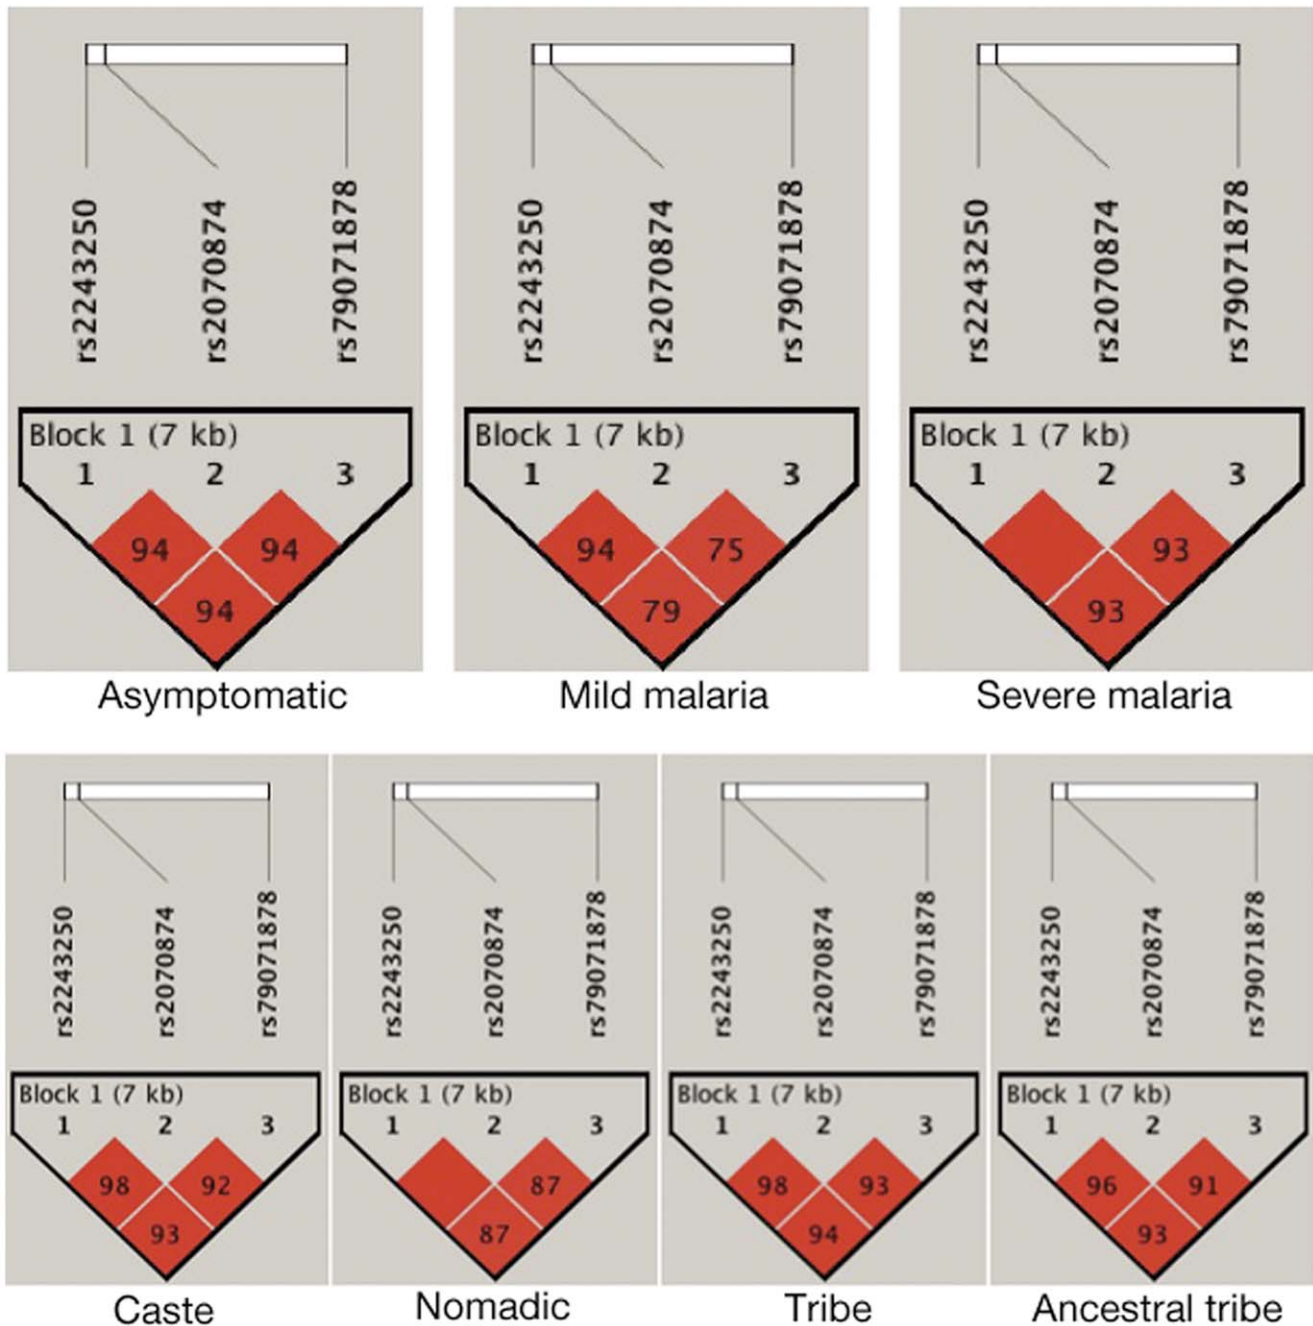 rs2243250 rs2070874 rs79071878
rs2243250 rs2070874 rs79071878
rs2243250 rs2070874 rs79071878
Block 1 (7 kb)
1 2 3
94 94
94
Block 1 (7 kb)
1 2 3
94 75
79
Block 1 (7 kb)
1 2 3
93
93
Asymptomatic
Mild malaria
Severe malaria
rs2243250 rs2070874 rs79071878
rs2243250 rs2070874 rs79071878
rs2243250 rs2070874 rs79071878
rs2243250 rs2070874 rs79071878
Block 1 (7 kb)
1 2 3
98 92
93
Block 1 (7 kb)
1 2 3
87
87
Block 1 (7 kb)
1 2 3
98 93
94
Block 1 (7 kb)
1 2 3
96 91
93
Caste
Nomadic
Tribe
Ancestral tribe